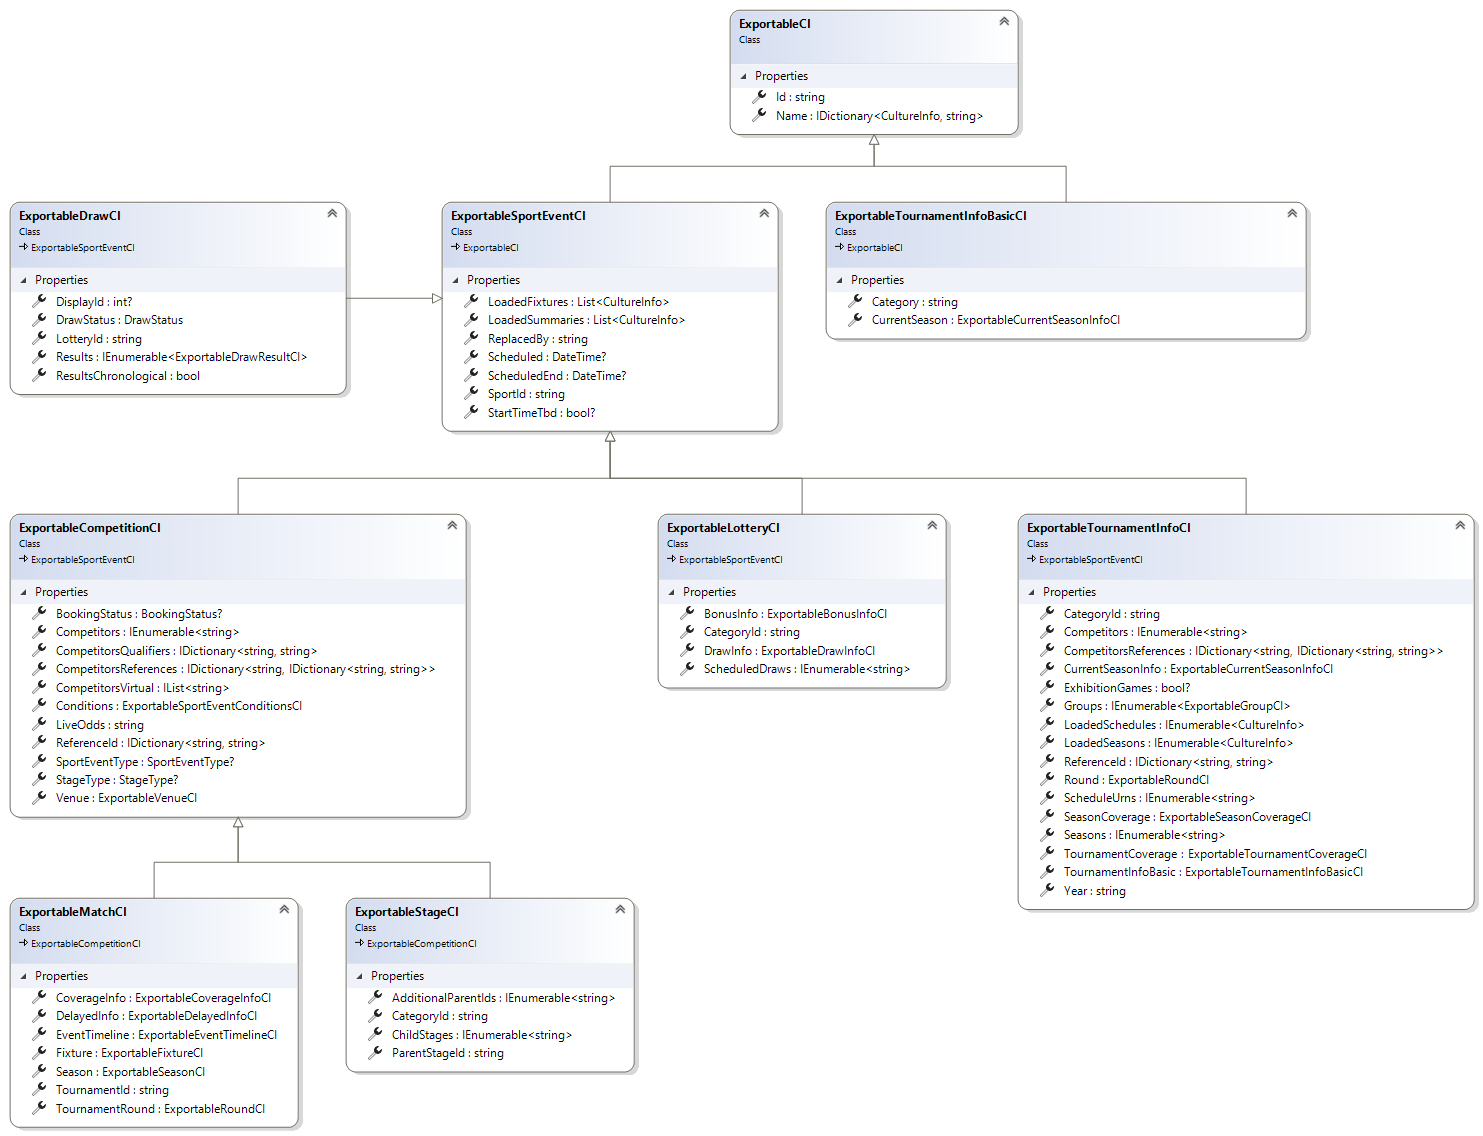 ExportableCI
Class
Properties
Id : string
Name : IDictionary<CultureInfo, string>
ExportableDrawCI
Class
ExportableSportEventCI
Properties
DisplayId : int?
DrawStatus : DrawStatus
LotteryId : string
Results : IEnumerable<ExportableDrawResultCI>
ResultsChronological : bool
ExportableSportEventCI
Class
ExportableCI
Properties
LoadedFixtures : List<CultureInfo>
LoadedSummaries : List<CultureInfo>
ReplacedBy : string
Scheduled : DateTime?
ScheduledEnd : DateTime?
SportId : string
StartTimeTbd : bool?
ExportableTournamentInfoBasicCI
Class
ExportableCI
Properties
Category : string
CurrentSeason : ExportableCurrentSeasonInfoCI
ExportableCompetitionCI
Class
ExportableSportEventCI
Properties
BookingStatus : BookingStatus?
Competitors : IEnumerable<string>
CompetitorsQualifiers : IDictionary<string, string>
CompetitorsReferences : IDictionary<string, IDictionary<string, string>>
CompetitorsVirtual : IList<string>
Conditions : ExportableSportEventConditionsCI
LiveOdds : string
ReferenceId : IDictionary<string, string>
SportEventType : SportEventType?
StageType : StageType?
Venue : ExportableVenueCI
ExportableLotteryCI
Class
ExportableSportEventCI
Properties
BonusInfo : ExportableBonusInfoCI
CategoryId : string
DrawInfo : ExportableDrawInfoCI
ScheduledDraws : IEnumerable<string>
ExportableTournamentInfoCI
Class
ExportableSportEventCI
Properties
CategoryId : string
Competitors : IEnumerable<string>
CompetitorsReferences : IDictionary<string, IDictionary<string, string>>
CurrentSeasonInfo : ExportableCurrentSeasonInfoCI
ExhibitionGames : bool?
Groups : IEnumerable<ExportableGroupCI>
LoadedSchedules : IEnumerable<CultureInfo>
LoadedSeasons : IEnumerable<CultureInfo>
ReferenceId : IDictionary<string, string>
Round : ExportableRoundCI
ScheduleUrns : IEnumerable<string>
SeasonCoverage : ExportableSeasonCoverageCI
Seasons : IEnumerable<string>
TournamentCoverage : ExportableTournamentCoverageCI
TournamentInfoBasic : ExportableTournamentInfoBasicCI
Year : string
ExportableMatchCI
Class
ExportableCompetitionCI
Properties
CoverageInfo : ExportableCoverageInfoCI
DelayedInfo : ExportableDelayedInfoCI
EventTimeline : ExportableEventTimelineCI
Fixture : ExportableFixtureCI
Season : ExportableSeasonCI
TournamentId : string
TournamentRound : ExportableRoundCI
ExportableStageCI
Class
ExportableCompetitionCI
Properties
AdditionalParentIds : IEnumerable<string>
CategoryId : string
ChildStages : IEnumerable<string>
ParentStageId : string